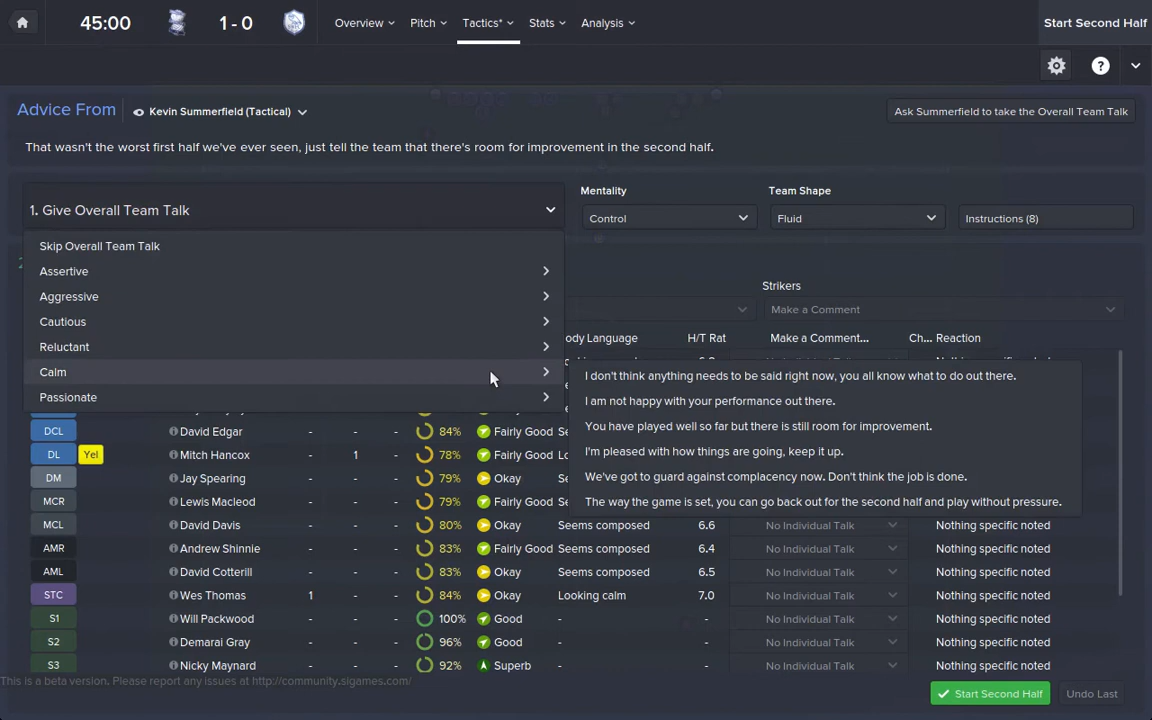 45:00 1 - 0 Overview Pitch Tactics* Stats Analysis Start Second Half
Advice From Kevin Summerfield (Tactical) Ask Summerfield to take the Overall Team Talk
That wasn't the worst first half we've ever seen, just tell the team that there's room for improvement in the second half.
Mentality Team Shape
1. Give Overall Team Talk Control Fluid Instructions (8)
Skip Overall Team Talk
Assertive
Strikers
Aggressive
Make a Comment
Cautious
ody Language H/T Rat Make a Comment... Ch... Reaction
Reluctant
Calm
I don't think anything needs to be said right now, you all know what to do out there.
Passionate
I am not happy with your performance out there.
You have played well so far but there is still room for improvement.
I'm pleased with how things are going, keep it up.
We've got to guard against complacency now. Don't think the job is done.
The way the game is set, you can go back out for the second half and play without pressure.
DCL David Edgar - - - 84% Fairly Good Se
DL Yel Mitch Hancox - 1 - 78% Fairly Good Lo
DM Jay Spearing - - - 79% Okay Se
MCR Lewis Macleod - - - 79% Fairly Good Se
MCL David Davis - - - 80% Okay Seems composed 6.6 No Individual Talk Nothing specific noted
AMR Andrew Shinnie - - - 83% Fairly Good Seems composed 6.4 No Individual Talk Nothing specific noted
AML David Cotterill - - - 83% Okay Seems composed 6.5 No Individual Talk Nothing specific noted
STC Wes Thomas 1 - - 84% Okay Looking calm 7.0 No Individual Talk Nothing specific noted
S1 Will Packwood - - - 100% Good - - No Individual Talk Nothing specific noted
S2 Demarai Gray - - - 96% Good - - No Individual Talk Nothing specific noted
S3 Nicky Maynard - - - 92% Superb - - No Individual Talk Nothing specific noted
This is a beta version. Please report any issues at http://community.sigames.com/
Start Second Half Undo Last